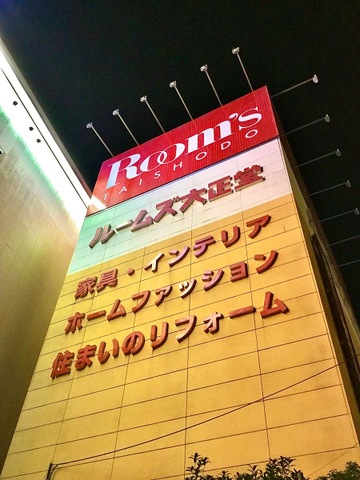 Room's
TAISHODO
ルームズ大正堂
家具・インテリア
ホームファッション
住まいのリフォーム